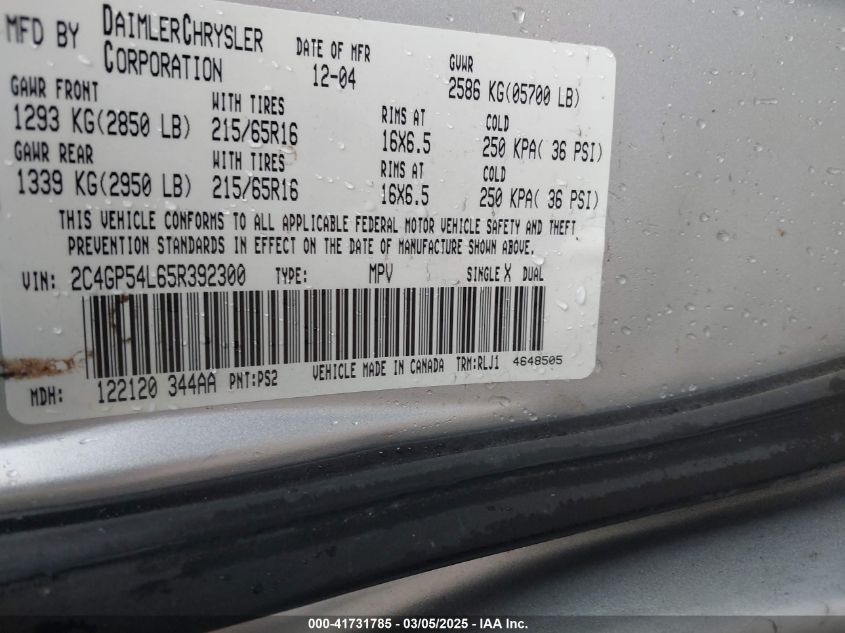 MFD BY DAIMLERCHRYSLER CORPORATION
DATE OF MFR 12-04
GVWR 2586 KG(05700 LB)
GAWR FRONT WITH TIRES RIMS AT COLD
1293 KG(2850 LB) 215/65R16 16X6.5 250 KPA( 36 PSI)
GAWR REAR WITH TIRES RIMS AT COLD
1339 KG(2950 LB) 215/65R16 16X6.5 250 KPA( 36 PSI)
THIS VEHICLE CONFORMS TO ALL APPLICABLE FEDERAL MOTOR VEHICLE SAFETY AND THEFT
PREVENTION STANDARDS IN EFFECT ON THE DATE OF MANUFACTURE SHOWN ABOVE.
VIN: 2C4GP54L65R392300 TYPE: MPV SINGLE X DUAL
MDH: 122120 344AA PNT:PS2 VEHICLE MADE IN CANADA TRM:RLJ1 4648505
000-41731785 - 03/05/2025 - IAA Inc.